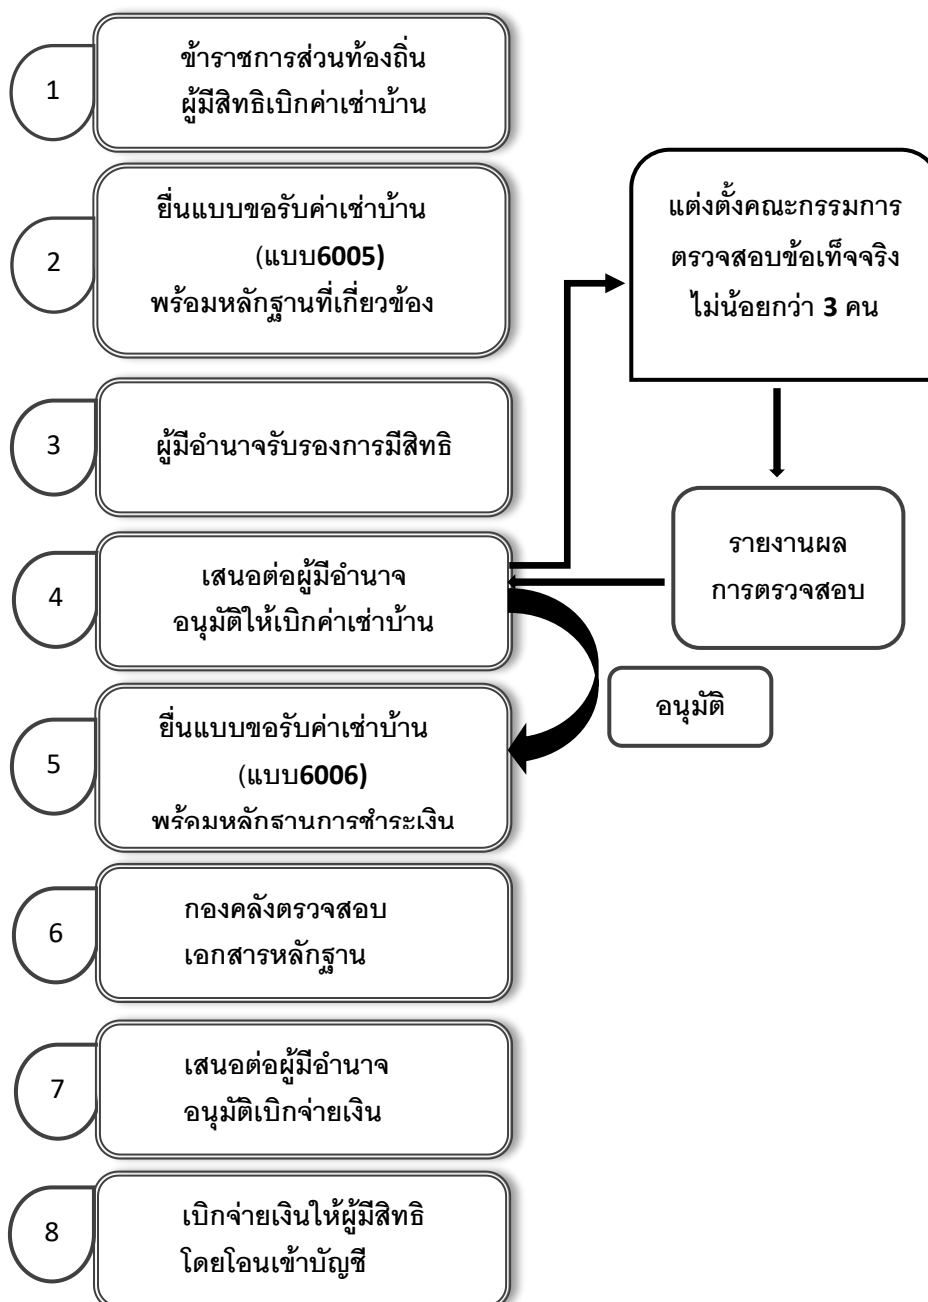 1
ข้าราชการส่วนท้องถิ่น
ผู้มีสิทธิเบิกค่าเช่าบ้าน
2
ยื่นแบบขอรับค่าเช่าบ้าน
(แบบ6005)
พร้อมหลักฐานที่เกี่ยวข้อง
แต่งตั้งคณะกรรมการ
ตรวจสอบข้อเท็จจริง
ไม่น้อยกว่า 3 คน
3
ผู้มีอำนาจรับรองการมีสิทธิ
รายงานผล
การตรวจสอบ
4
เสนอต่อผู้มีอำนาจ
อนุมัติให้เบิกค่าเช่าบ้าน
อนุมัติ
5
ยื่นแบบขอรับค่าเช่าบ้าน
(แบบ6006)
พร้อมหลักฐานการชำระเงิน
6
กองคลังตรวจสอบ
เอกสารหลักฐาน
7
เสนอต่อผู้มีอำนาจ
อนุมัติเบิกจ่ายเงิน
8
เบิกจ่ายเงินให้ผู้มีสิทธิ
โดยโอนเข้าบัญชี